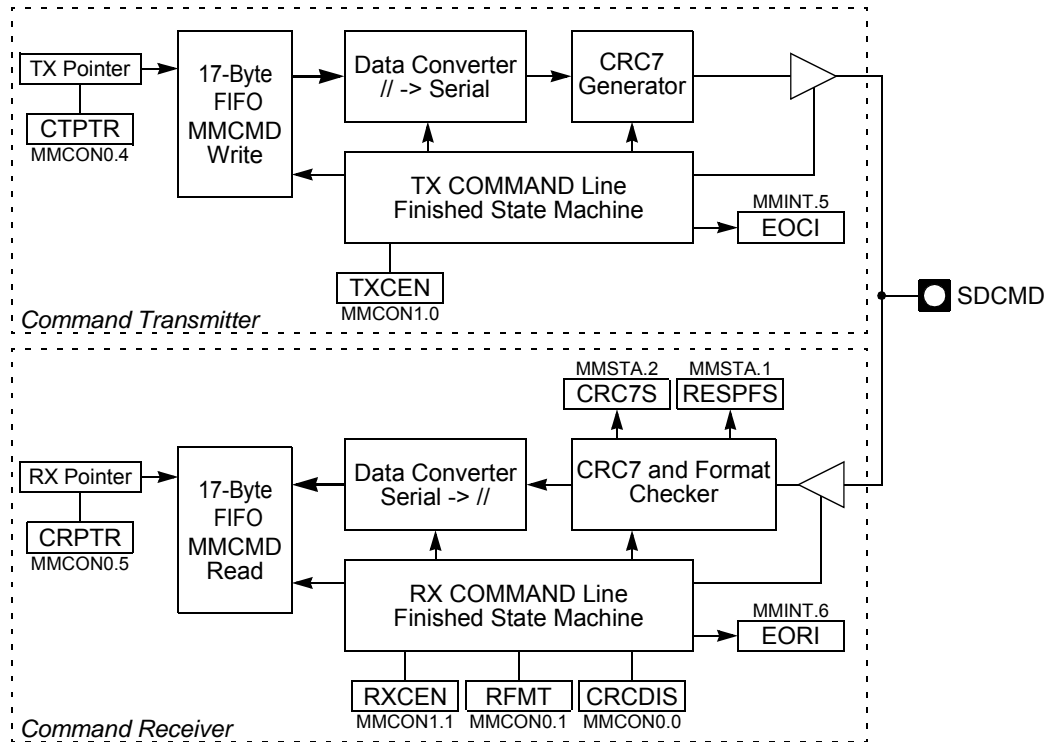 TX Pointer
CTPTR
MMCON0.4
17-Byte
FIFO
MMCMD
Write
Data Converter
// -> Serial
CRC7
Generator
TX COMMAND Line
Finished State Machine
MMINT.5
EOCI
TXCEN
MMCON1.0
Command Transmitter
SDCMD
MMSTA.2
CRC7S
MMSTA.1
RESPFS
RX Pointer
CRPTR
MMCON0.5
17-Byte
FIFO
MMCMD
Read
Data Converter
Serial -> //
CRC7 and Format
Checker
RX COMMAND Line
Finished State Machine
MMINT.6
EORI
RXCEN
MMCON1.1
RFMT
MMCON0.1
CRCDIS
MMCON0.0
Command Receiver